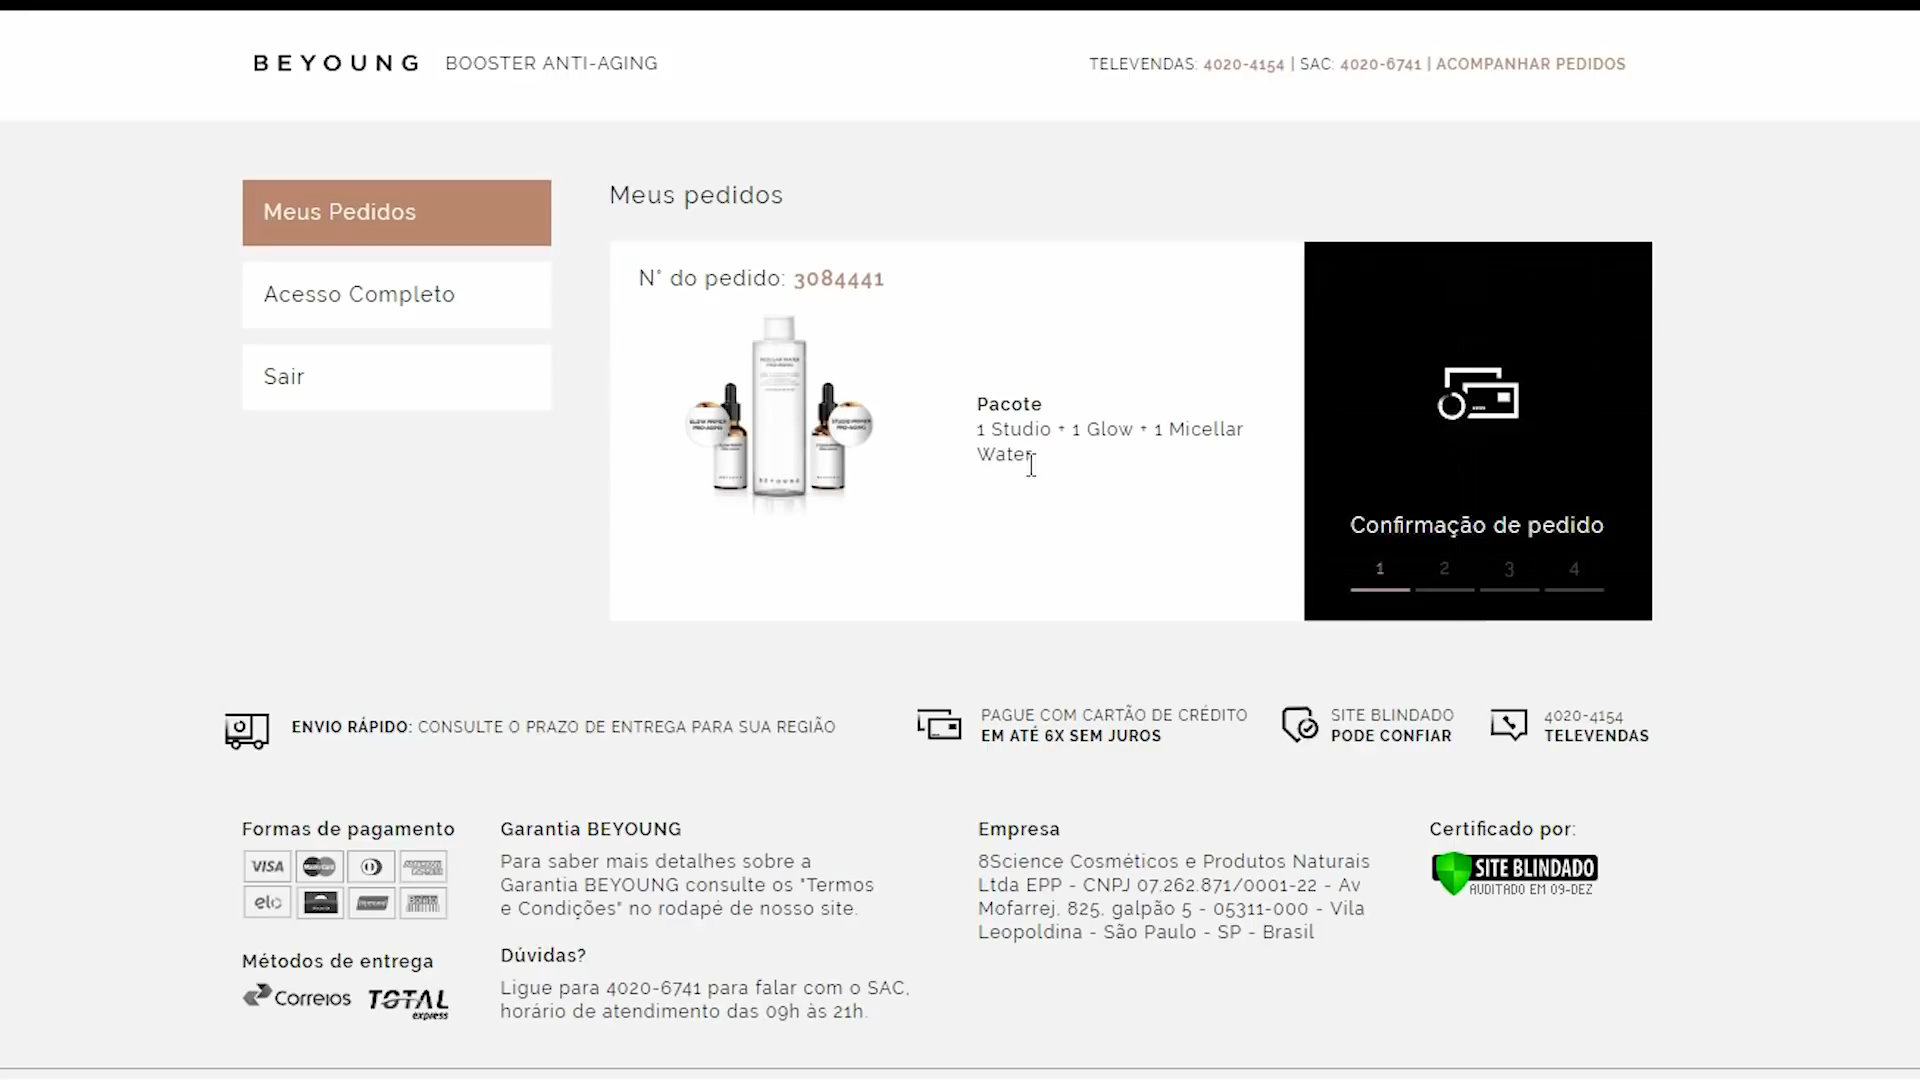 BEYOUNG BOOSTER ANTI-AGING
TELEVENDAS: 4020-4154 | SAC: 4020-6741 | ACOMPANHAR PEDIDOS
Meus Pedidos
Acesso Completo
Sair
Meus pedidos
N° do pedido: 3084441
BEYOUNG
Pacote
1 Studio + 1 Glow + 1 Micellar
Water
Confirmação de pedido
1 2 3 4
ENVIO RÁPIDO: CONSULTE O PRAZO DE ENTREGA PARA SUA REGIÃO
PAGUE COM CARTÃO DE CRÉDITO
EM ATÉ 6X SEM JUROS
SITE BLINDADO
PODE CONFIAR
4020-4154
TELEVENDAS
Formas de pagamento
VISA
elo
Métodos de entrega
Correios TOTAL
express
Garantia BEYOUNG
Para saber mais detalhes sobre a
Garantia BEYOUNG consulte os "Termos
e Condições" no rodapé de nosso site.
Dúvidas?
Ligue para 4020-6741 para falar com o SAC,
horário de atendimento das 09h às 21h.
Empresa
8Science Cosméticos e Produtos Naturais
Ltda EPP - CNPJ 07.262.871/0001-22 - Av
Mofarrej, 825, galpão 5 - 05311-000 - Vila
Leopoldina - São Paulo - SP - Brasil
Certificado por:
SITE BLINDADO
AUDITADO EM 09-DEZ